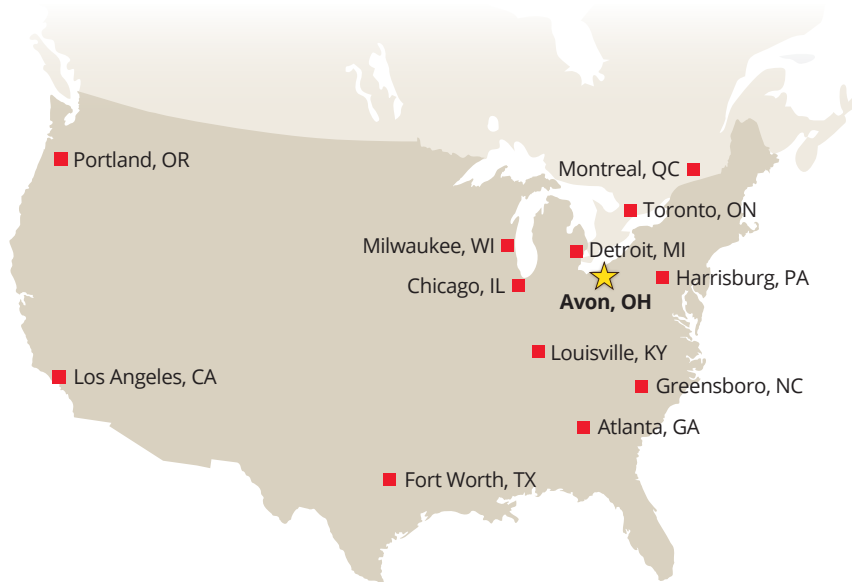 Portland, OR
Montreal, QC
Toronto, ON
Milwaukee, WI
Detroit, MI
Harrisburg, PA
Chicago, IL
Avon, OH
Louisville, KY
Los Angeles, CA
Greensboro, NC
Atlanta, GA
Fort Worth, TX